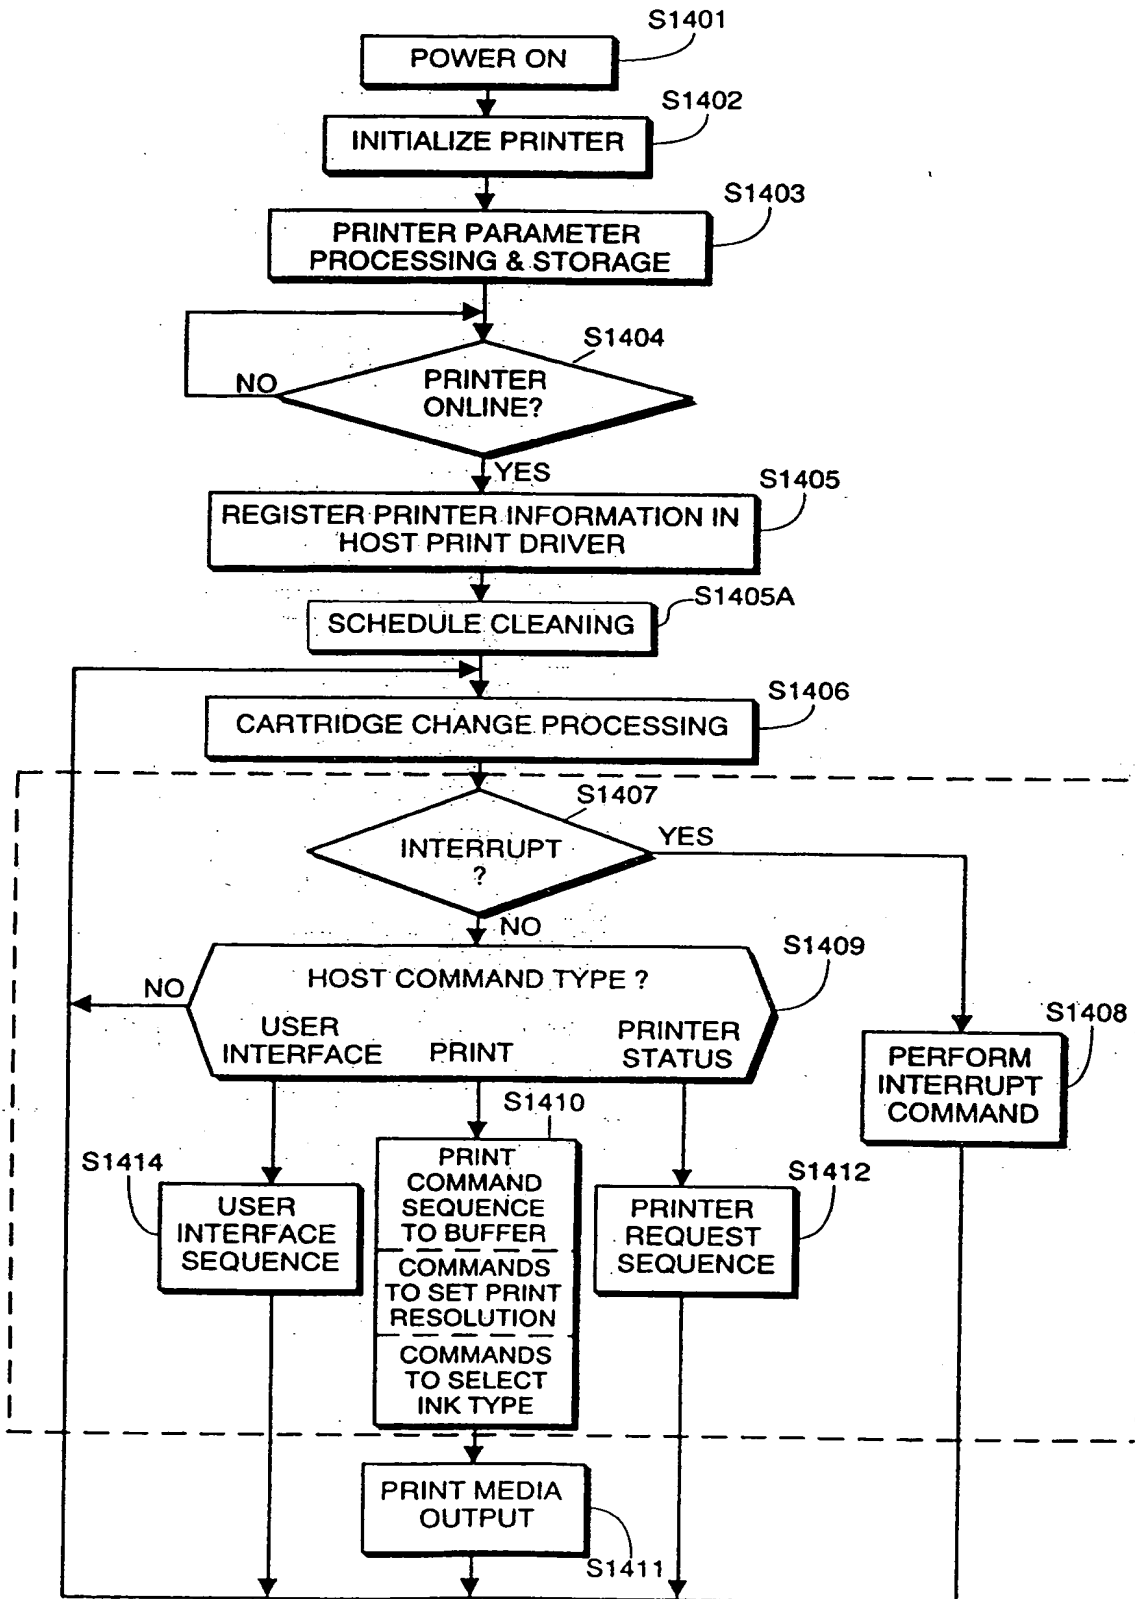 S1401
POWER ON
S1402
INITIALIZE PRINTER
S1403
PRINTER PARAMETER
PROCESSING & STORAGE
S1404
NO
PRINTER
ONLINE?
YES
S1405
REGISTER PRINTER INFORMATION IN
HOST PRINT DRIVER
S1405A
SCHEDULE CLEANING
S1406
CARTRIDGE CHANGE PROCESSING
S1407
YES
INTERRUPT
?
NO
S1409
HOST COMMAND TYPE ?
NO
USER
INTERFACE
PRINT
PRINTER
STATUS
S1408
PERFORM
INTERRUPT
COMMAND
S1410
S1414
USER
INTERFACE
SEQUENCE
PRINT
COMMAND
SEQUENCE
TO BUFFER
COMMANDS
TO SET PRINT
RESOLUTION
COMMANDS
TO SELECT
INK TYPE
S1412
PRINTER
REQUEST
SEQUENCE
PRINT MEDIA
OUTPUT
S1411